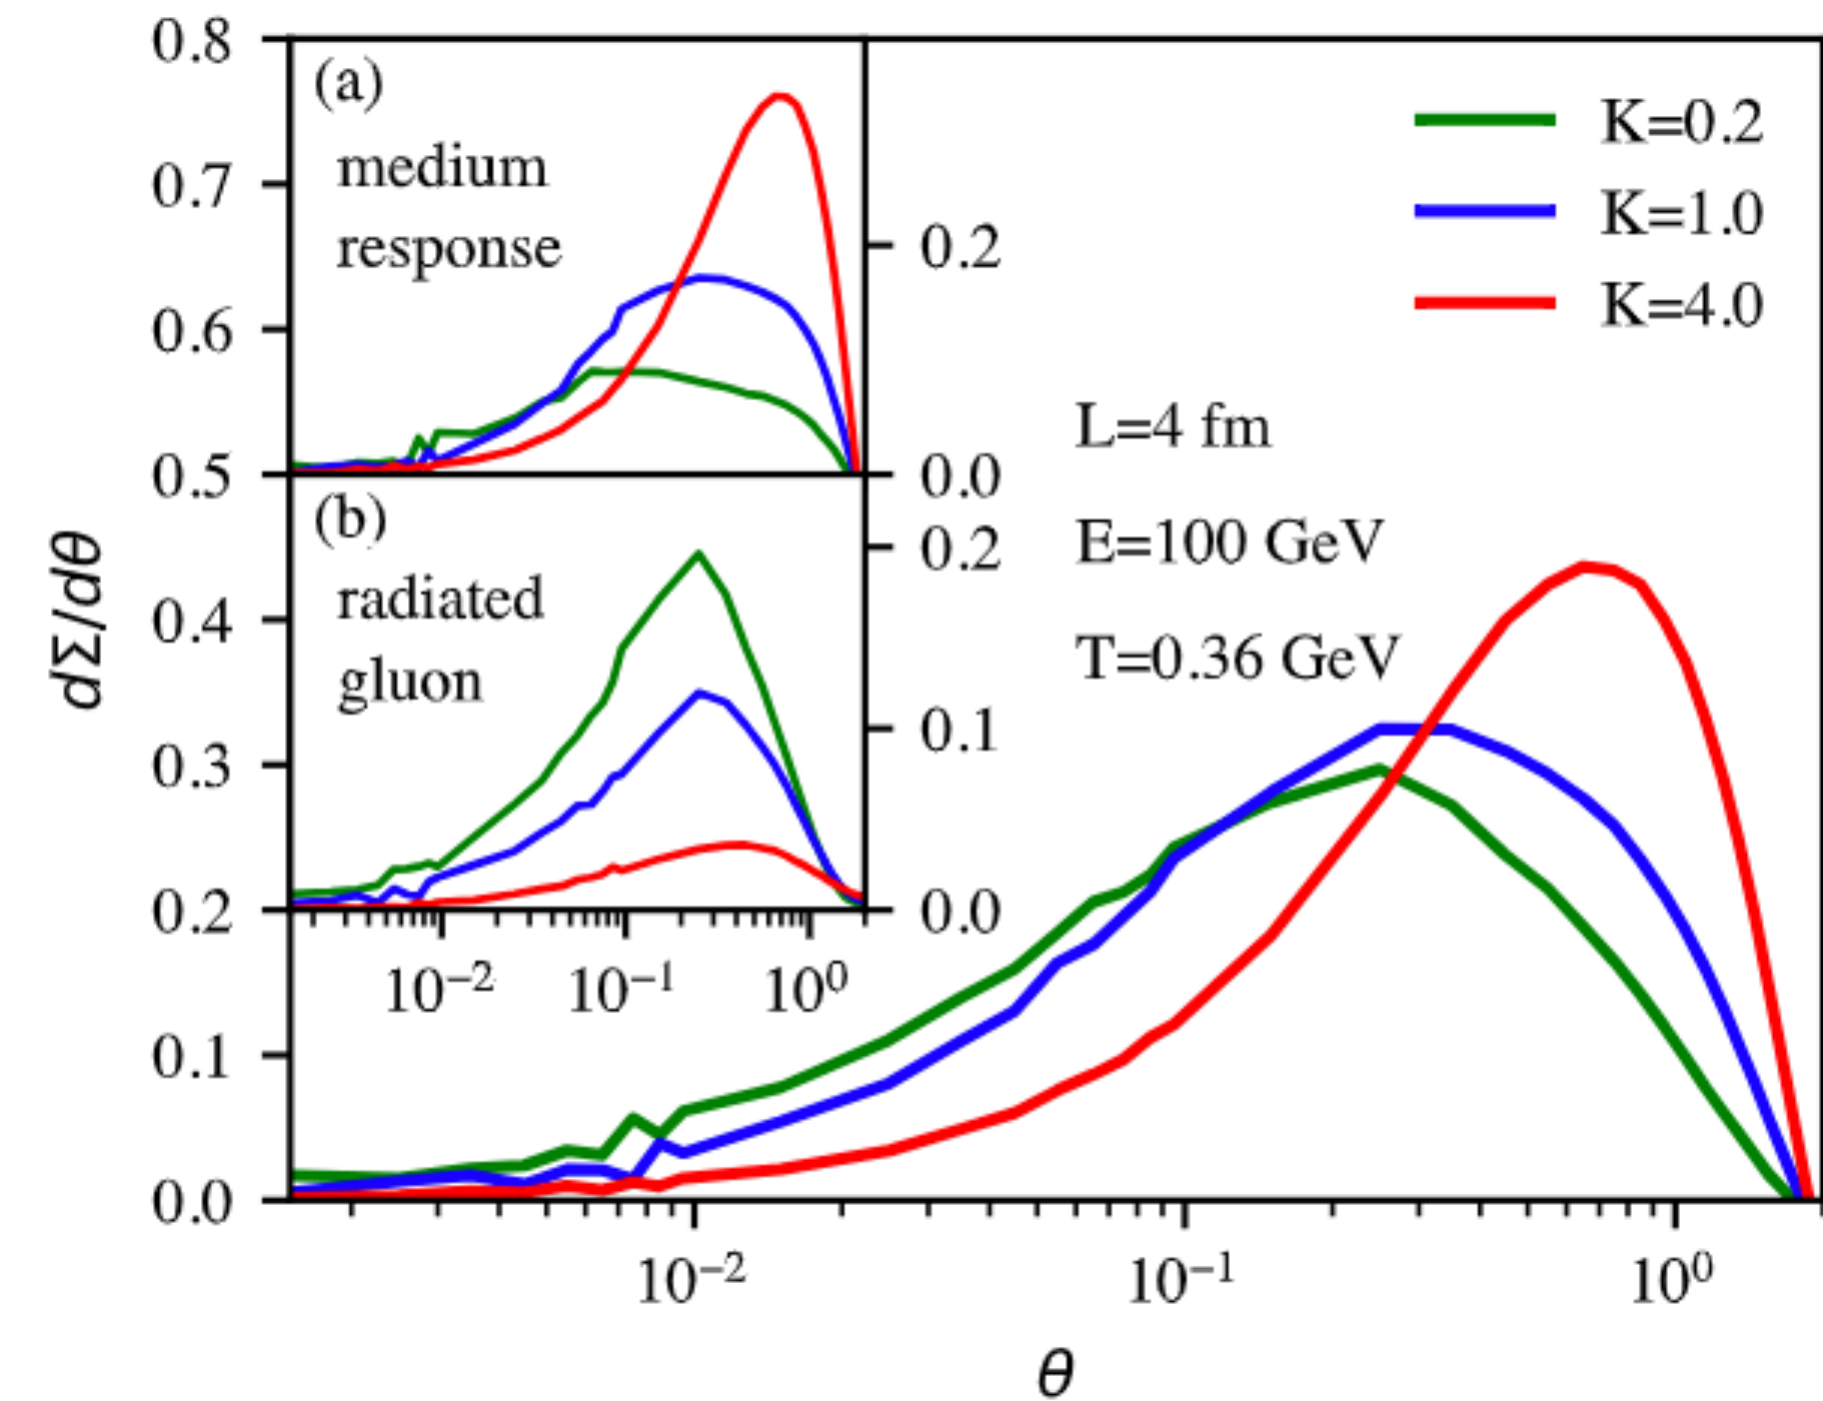 0.8
0.7
0.6
0.5
0.4
0.3
0.2
0.1
0.0
dΣ/dθ
(a)
medium
response
0.2
0.0
(b)
radiated
gluon
0.2
0.1
0.0
10⁻²
10⁻¹
10⁰
K=0.2
K=1.0
K=4.0
L=4 fm
E=100 GeV
T=0.36 GeV
10⁻²
10⁻¹
10⁰
θ